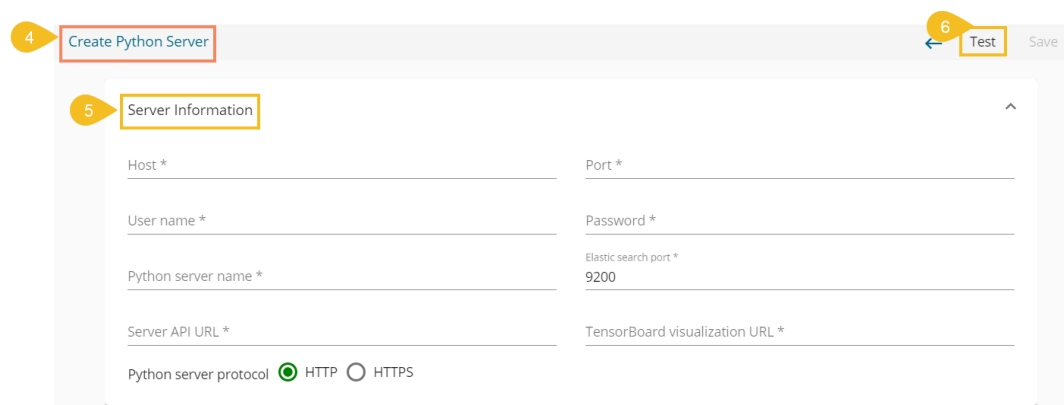 4 Create Python Server 6 Test Save
5 Server Information
Host * Port *
User name * Password *
Elastic search port *
Python server name * 9200
Server API URL * TensorBoard visualization URL *
Python server protocol HTTP HTTPS